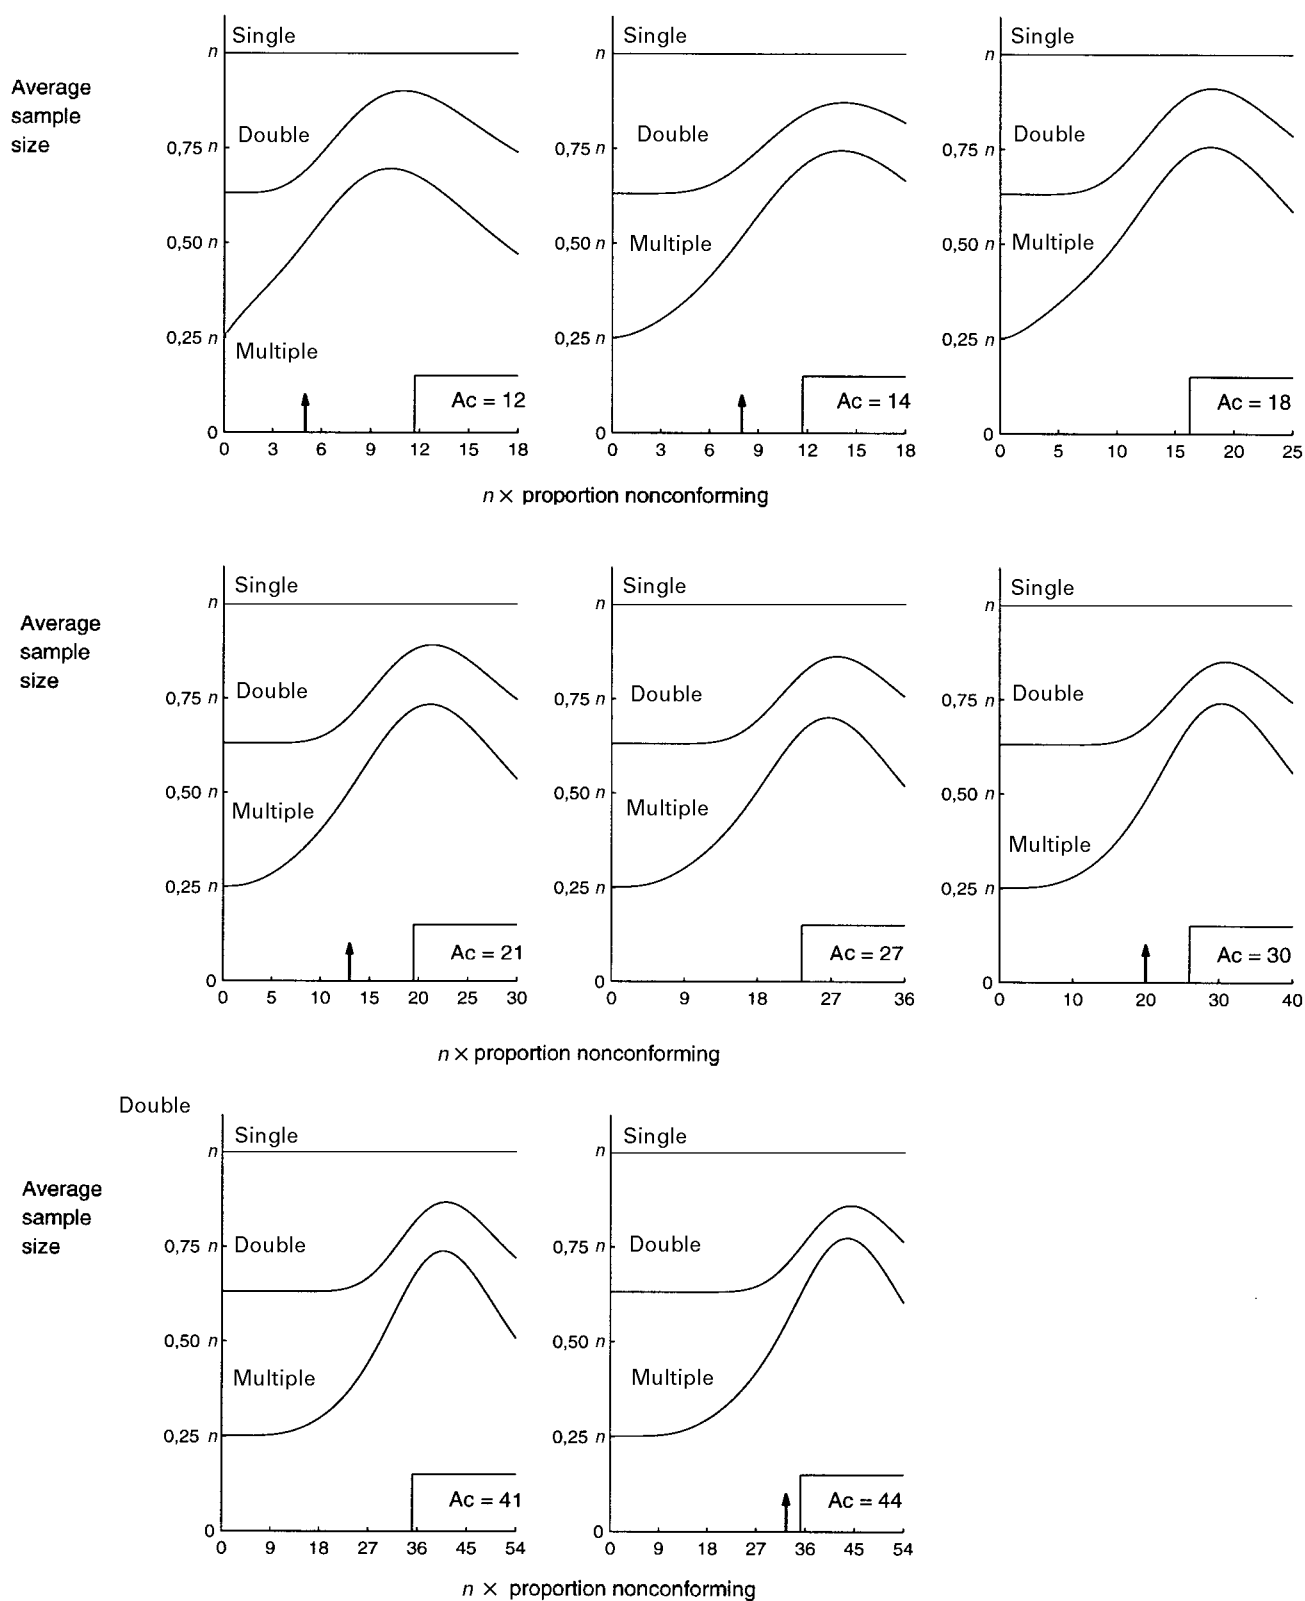 Single Single Single
n n n
Average
sample
size
Double Double Double
0,75 n 0,75 n 0,75 n
0,50 n 0,50 n Multiple 0,50 n Multiple
0,25 n 0,25 n 0,25 n
Multiple
Ac = 12 Ac = 14 Ac = 18
0 0 0
0 3 6 9 12 15 18 0 3 6 9 12 15 18 0 5 10 15 20 25
n × proportion nonconforming
Single Single Single
n n n
Average
sample
size
Double Double Double
0,75 n 0,75 n 0,75 n
0,50 n 0,50 n 0,50 n
Multiple Multiple Multiple
0,25 n 0,25 n 0,25 n
Ac = 21 Ac = 27 Ac = 30
0 0 0
0 5 10 15 20 25 30 0 9 18 27 36 0 10 20 30 40
n × proportion nonconforming
Double
Single Single
n n
Average
sample
size
0,75 n Double 0,75 n Double
0,50 n 0,50 n
Multiple Multiple
0,25 n 0,25 n
Ac = 41 Ac = 44
0 0
0 9 18 27 36 45 54 0 9 18 27 36 45 54
n × proportion nonconforming